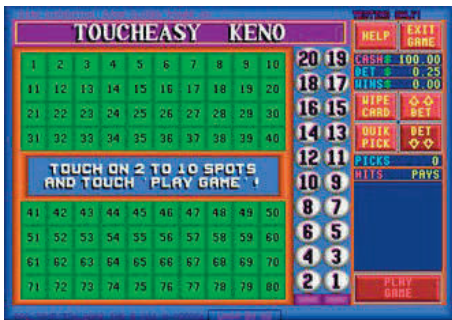 TOUCHEASY KENO
HELP
EXIT GAME
CASH$ 100.00
BET $ 0.25
WINS$ 0.00
WIPE CARD
BET
QUIK PICK
BET
PICKS 0
HITS PAYS
PLAY GAME
1 2 3 4 5 6 7 8 9 10
11 12 13 14 15 16 17 18 19 20
21 22 23 24 25 26 27 28 29 30
31 32 33 34 35 36 37 38 39 40
TOUCH ON 2 TO 10 SPOTS
AND TOUCH `PLAY GAME´!
41 42 43 44 45 46 47 48 49 50
51 52 53 54 55 56 57 58 59 60
61 62 63 64 65 66 67 68 69 70
71 72 73 74 75 76 77 78 79 80
20 19
18 17
16 15
14 13
12 11
10 9
8 7
6 5
4 3
2 1